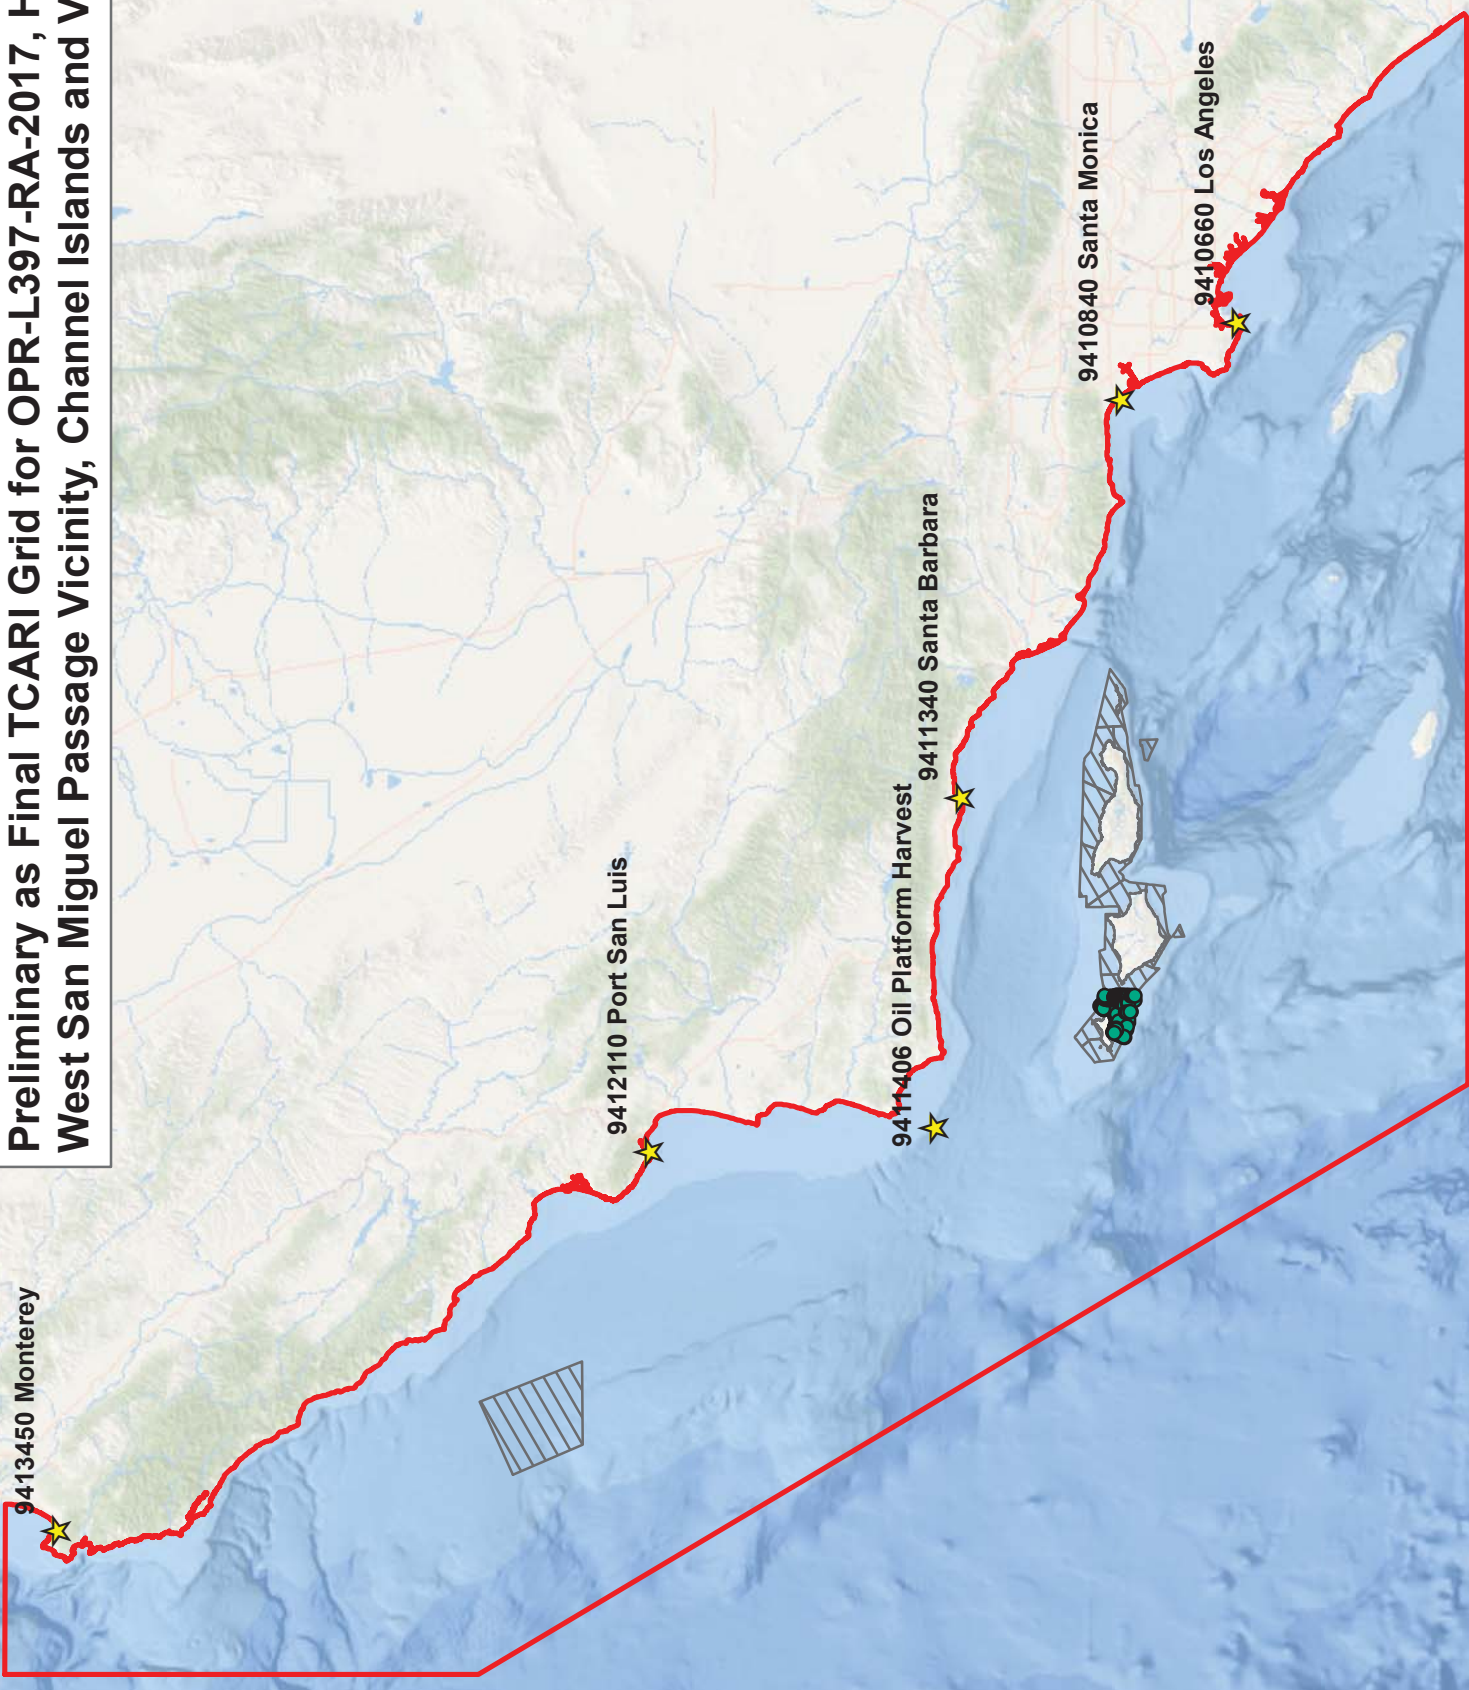 Preliminary as Final TCARI Grid for OPR-L397-RA-2017,
West San Miguel Passage Vicinity, Channel Islands and
9413450 Monterey
9412110 Port San Luis
9411406 Oil Platform Harvest
9411340 Santa Barbara
9410840 Santa Monica
9410660 Los Angeles